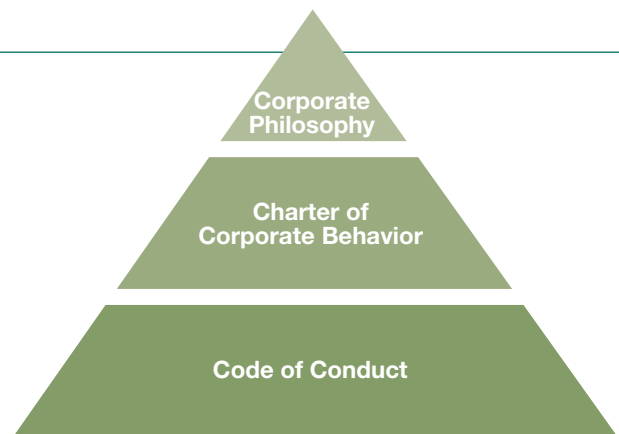 Corporate
Philosophy
Charter of
Corporate Behavior
Code of Conduct